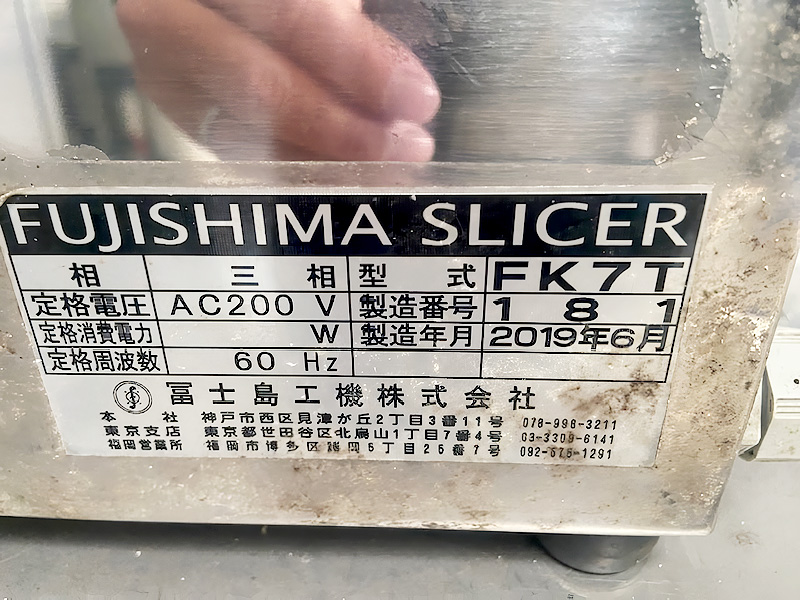 FUJISHIMA SLICER
相 三相 型式 FK7T
定格電圧 AC200 V 製造番号 181
定格消費電力 W 製造年月 2019年6月
定格周波数 60 Hz
冨士島工機株式会社
本社 神戸市西区見津が丘2丁目3番11号 078-998-3211
東京支店 東京都世田谷区北烏山1丁目7番4号 03-3309-6141
福岡営業所 福岡市博多区 5丁目25番7号 092-575-1291